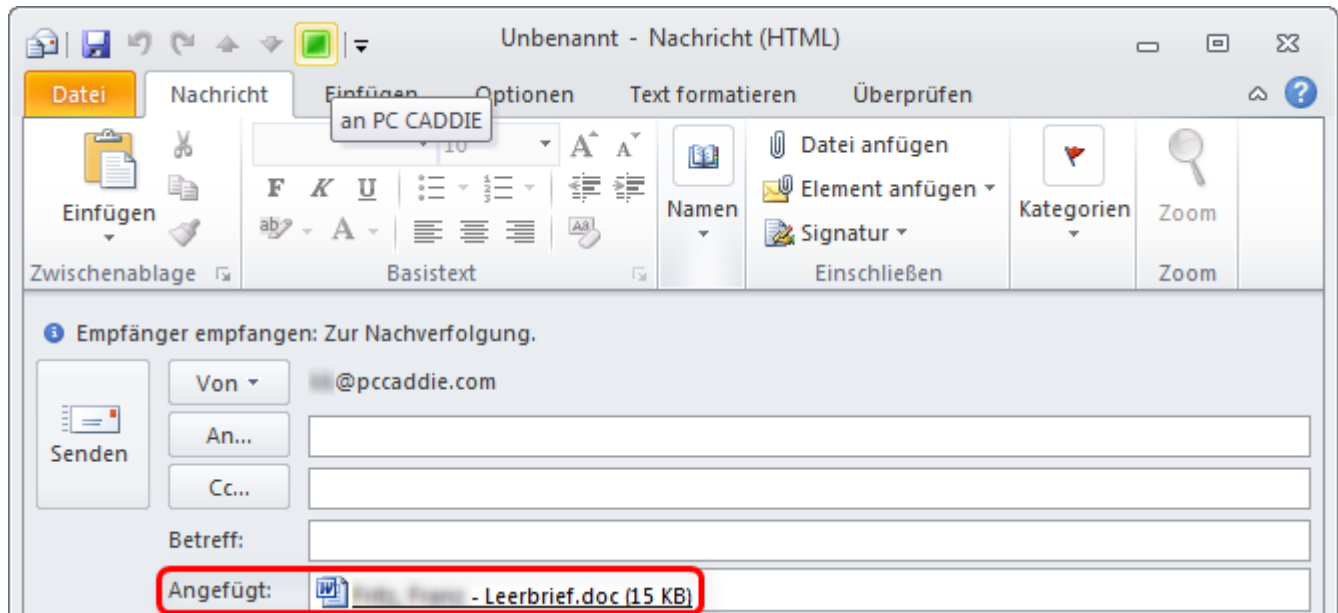 Unbenannt - Nachricht (HTML)
Datei Nachricht Einfügen Optionen Text formatieren Überprüfen
an PC CADDIE
10 A A
F K U
ab A Aa
Einfügen
Namen
Datei anfügen
Element anfügen
Signatur
Kategorien
Zoom
Zwischenablage Basistext Einschließen Zoom
Empfänger empfangen: Zur Nachverfolgung.
Senden
Von @pccaddie.com
An...
Cc...
Betreff:
Angefügt: - Leerbrief.doc (15 KB)